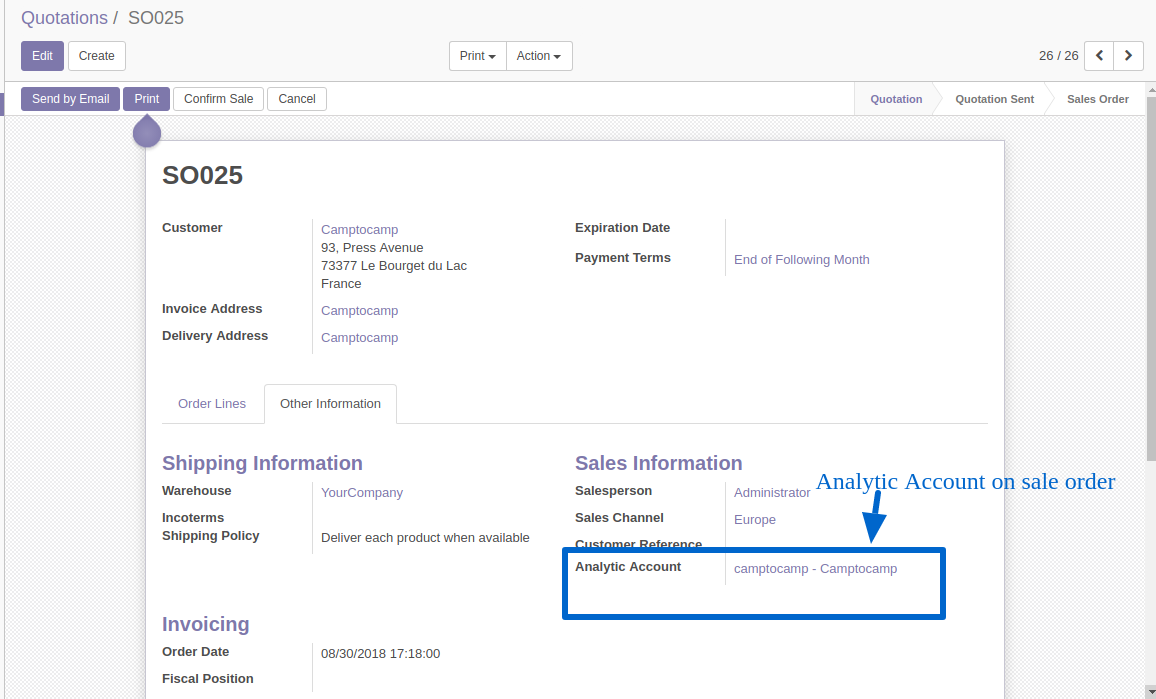 Quotations / SO025
Edit Create Print Action 26 / 26
Send by Email Print Confirm Sale Cancel Quotation Quotation Sent Sales Order
SO025
Customer Camptocamp
93, Press Avenue
73377 Le Bourget du Lac
France
Invoice Address Camptocamp
Delivery Address Camptocamp
Expiration Date
Payment Terms End of Following Month
Order Lines Other Information
Shipping Information
Warehouse YourCompany
Incoterms
Shipping Policy Deliver each product when available
Sales Information
Analytic Account on sale order
Salesperson Administrator
Sales Channel Europe
Customer Reference
Analytic Account camptocamp - Camptocamp
Invoicing
Order Date 08/30/2018 17:18:00
Fiscal Position